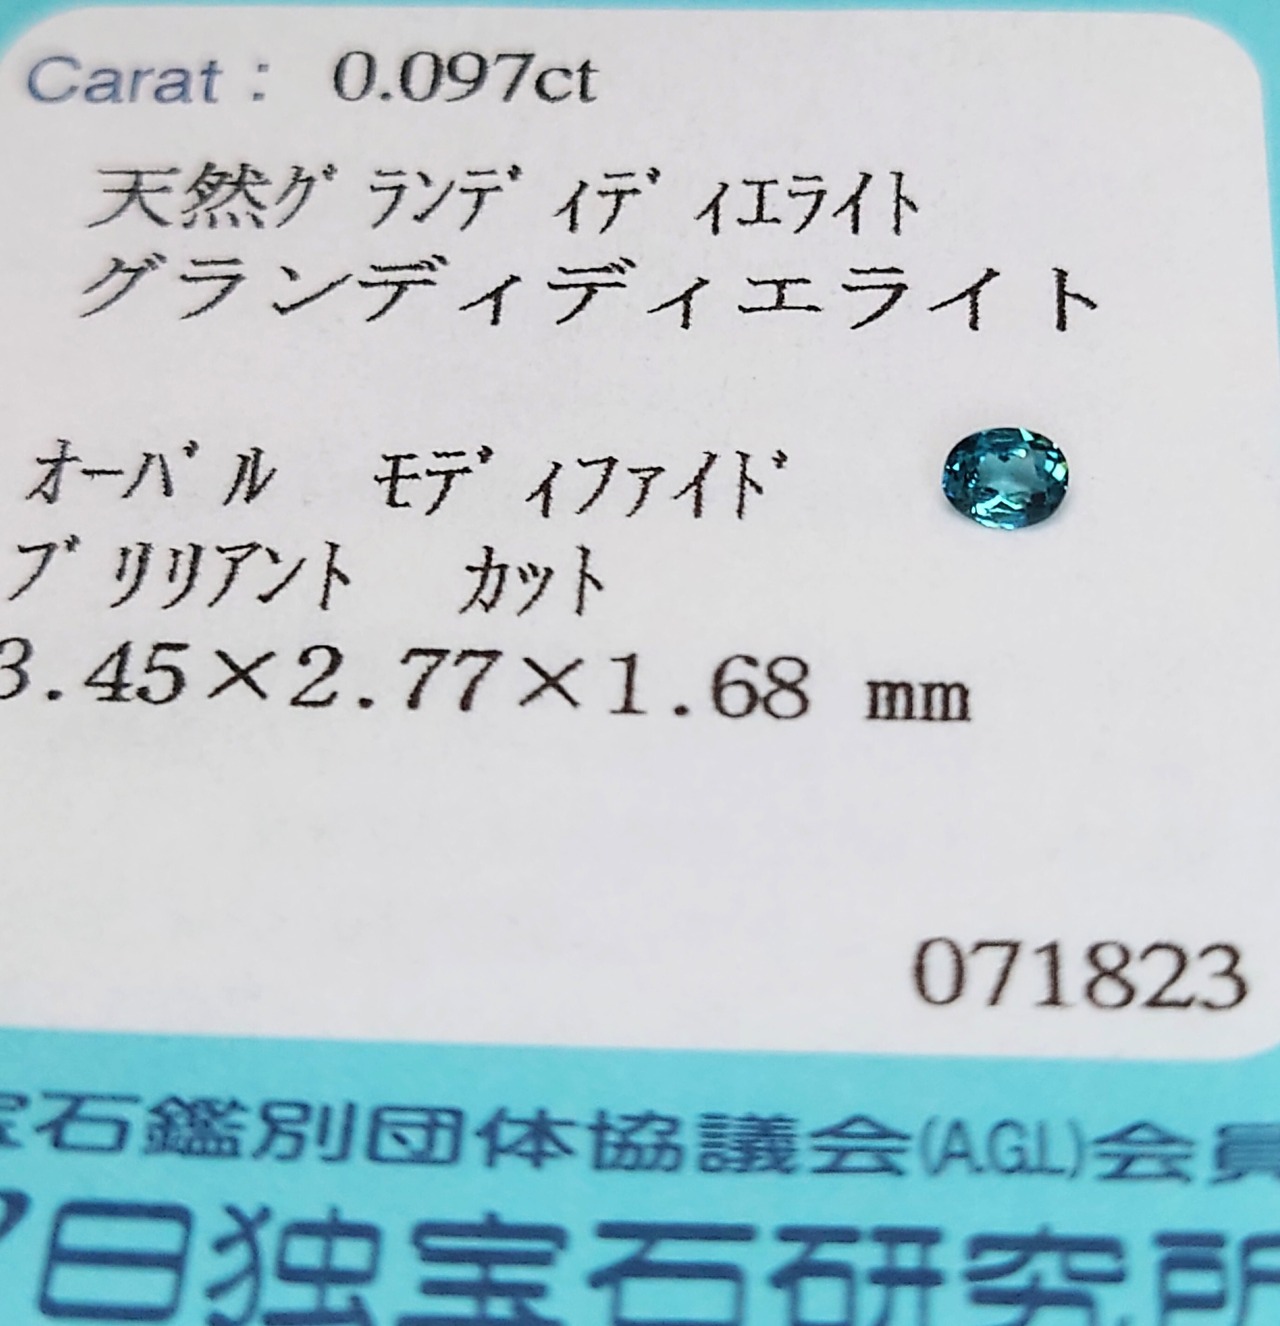 Carat : 0.097ct
天然ｸﾞﾗﾝﾃﾞｨﾃﾞｨｴﾗｲﾄ
グランディディエライト
ｵｰﾊﾞﾙ ﾓﾃﾞｨﾌｧｲﾄﾞ
ﾌﾞﾘﾘｱﾝﾄ ｶｯﾄ
3.45×2.77×1.68 mm
071823
宝石鑑別団体協議会(A.G.L)会員
日独宝石研究所